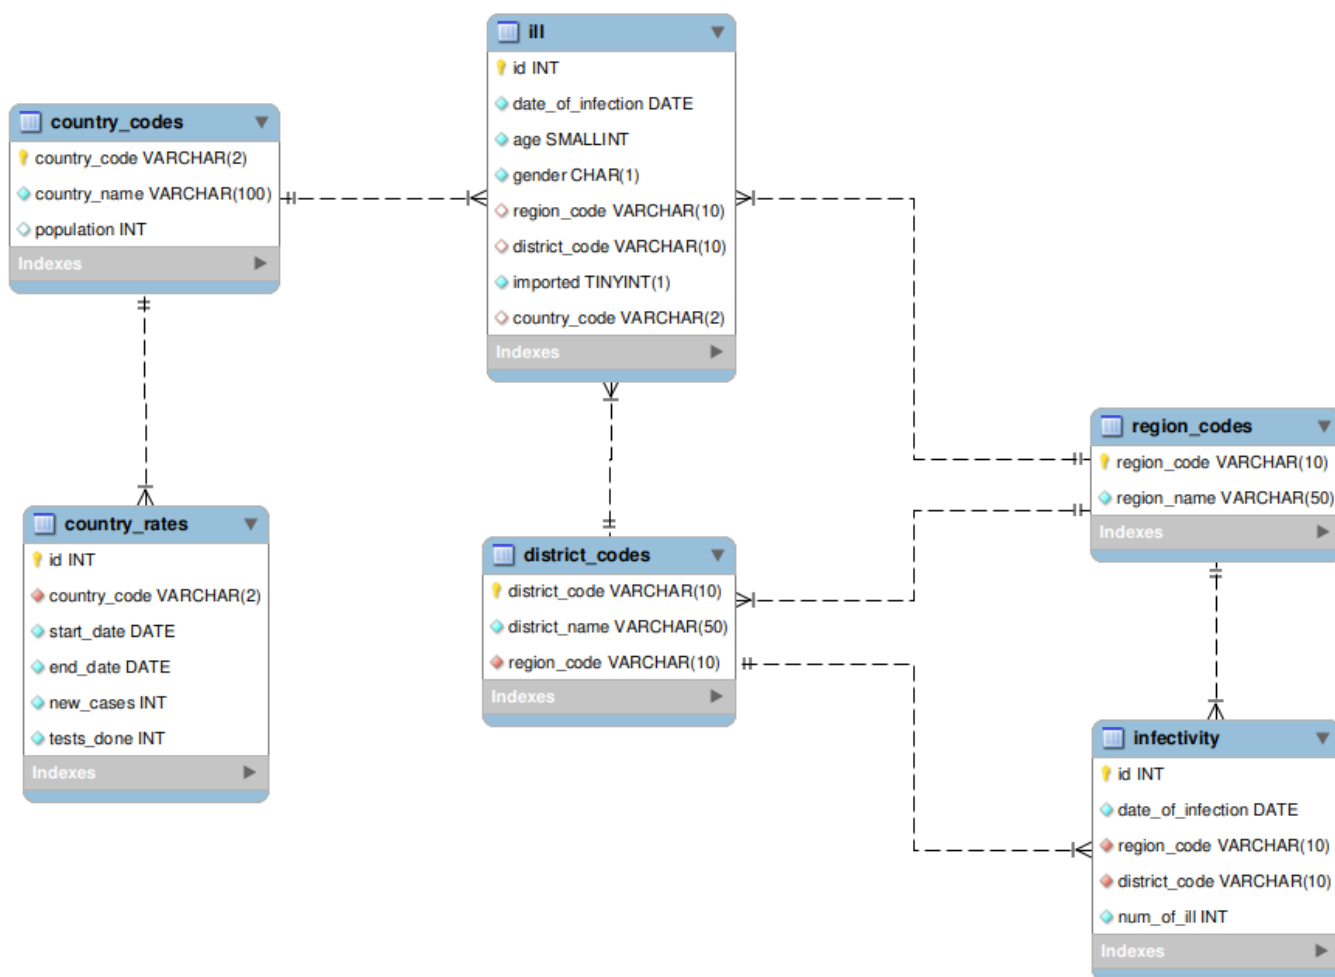 ill
id INT
date_of_infection DATE
age SMALLINT
gender CHAR(1)
region_code VARCHAR(10)
district_code VARCHAR(10)
imported TINYINT(1)
country_code VARCHAR(2)
Indexes
country_codes
country_code VARCHAR(2)
country_name VARCHAR(100)
population INT
Indexes
region_codes
region_code VARCHAR(10)
region_name VARCHAR(50)
Indexes
country_rates
id INT
country_code VARCHAR(2)
start_date DATE
end_date DATE
new_cases INT
tests_done INT
Indexes
district_codes
district_code VARCHAR(10)
district_name VARCHAR(50)
region_code VARCHAR(10)
Indexes
infectivity
id INT
date_of_infection DATE
region_code VARCHAR(10)
district_code VARCHAR(10)
num_of_ill INT
Indexes